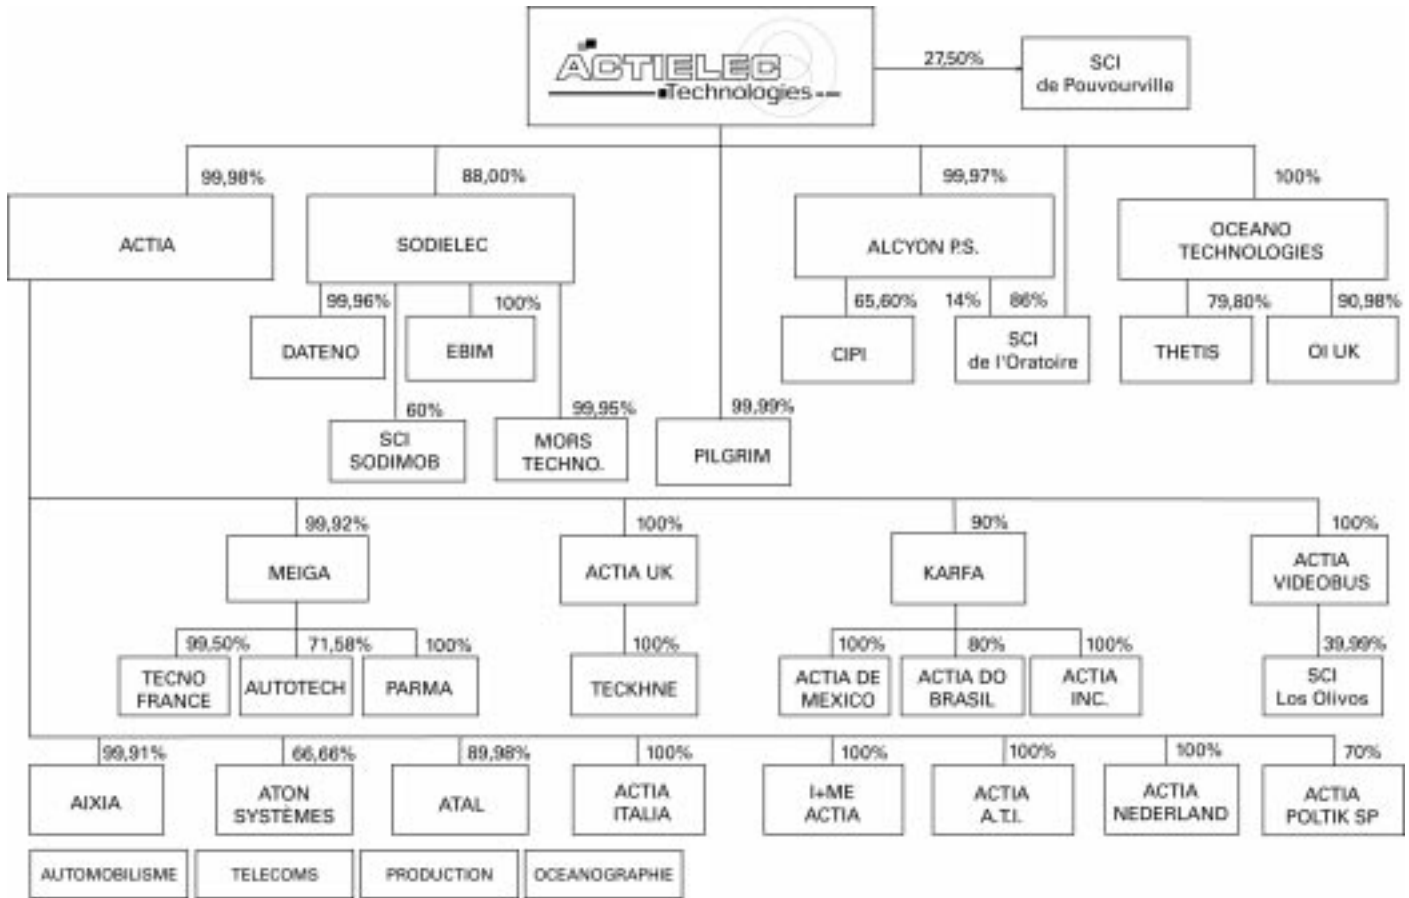 ACTIELEC
Technologies
27,50%
SCI
de Pouvourville
99,98%
88,00%
99,97%
100%
ACTIA
SODIELEC
ALCYON P.S.
OCEANO
TECHNOLOGIES
99,96%
100%
65,60%
14%
86%
79,80%
90,98%
DATENO
EBIM
CIPI
SCI
de l'Oratoire
THETIS
OI UK
60%
99,95%
99,99%
SCI
SODIMOB
MORS
TECHNO.
PILGRIM
99,92%
100%
90%
100%
MEIGA
ACTIA UK
KARFA
ACTIA
VIDEOBUS
99,50%
71,58%
100%
100%
100%
80%
100%
39,99%
TECNO
FRANCE
AUTOTECH
PARMA
TECKHNE
ACTIA DE
MEXICO
ACTIA DO
BRASIL
ACTIA
INC.
SCI
Los Olivos
99,91%
66,66%
89,98%
100%
100%
100%
100%
70%
AIXIA
ATON
SYSTÈMES
ATAL
ACTIA
ITALIA
I+ME
ACTIA
ACTIA
A.T.I.
ACTIA
NEDERLAND
ACTIA
POLTIK SP
AUTOMOBILISME
TELECOMS
PRODUCTION
OCEANOGRAPHIE